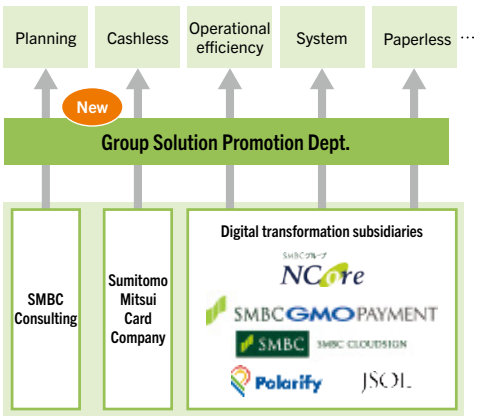 Planning
Cashless
Operational
efficiency
System
Paperless
…
New
Group Solution Promotion Dept.
SMBC
Consulting
Sumitomo
Mitsui
Card
Company
Digital transformation subsidiaries
SMBCグループ
NCore
SMBC GMO PAYMENT
SMBC SMBC CLOUDSIGN
Polarify
JSOL